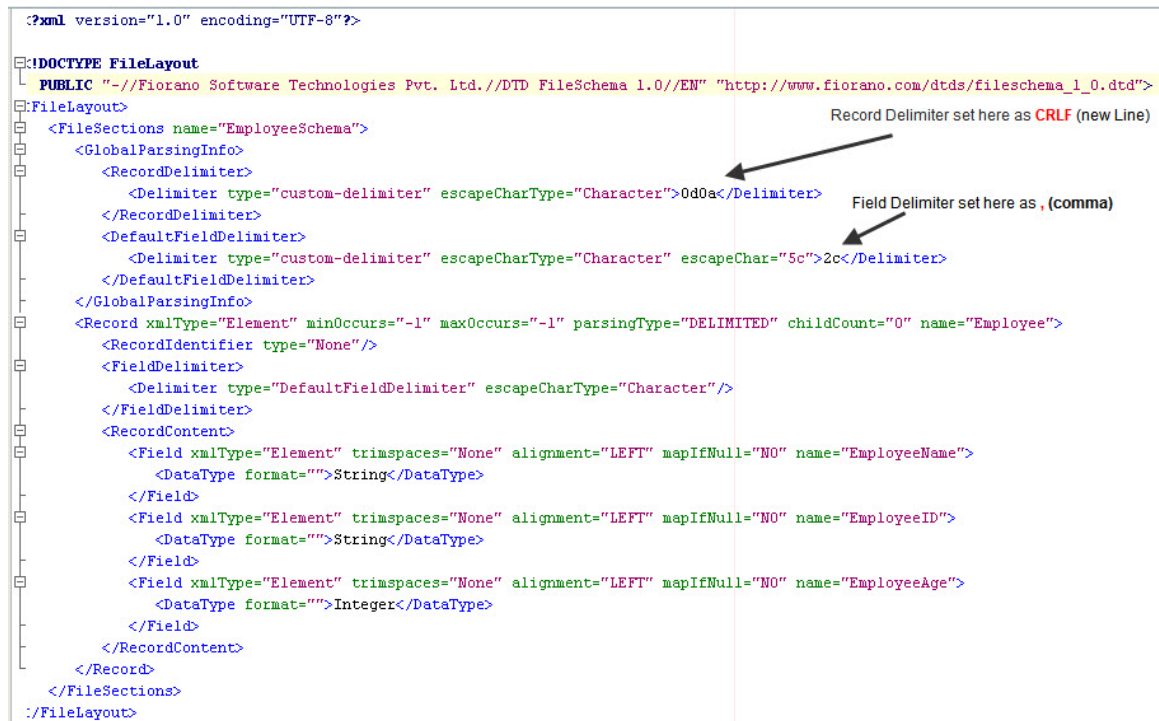 <?xml version="1.0" encoding="UTF-8"?>
<!DOCTYPE FileLayout
PUBLIC "-//Fiorano Software Technologies Pvt. Ltd.//DTD FileSchema 1.0//EN" "http://www.fiorano.com/dtds/fileschema_1_0.dtd">
<FileLayout>
Record Delimiter set here as CRLF (new Line)
<FileSections name="EmployeeSchema">
<GlobalParsingInfo>
<RecordDelimiter>
<Delimiter type="custom-delimiter" escapeCharType="Character">0d0a</Delimiter>
</RecordDelimiter>
Field Delimiter set here as , (comma)
<DefaultFieldDelimiter>
<Delimiter type="custom-delimiter" escapeCharType="Character" escapeChar="5c">2c</Delimiter>
</DefaultFieldDelimiter>
</GlobalParsingInfo>
<Record xmlType="Element" minOccurs="-1" maxOccurs="-1" parsingType="DELIMITED" childCount="0" name="Employee">
<RecordIdentifier type="None"/>
<FieldDelimiter>
<Delimiter type="DefaultFieldDelimiter" escapeCharType="Character"/>
</FieldDelimiter>
<RecordContent>
<Field xmlType="Element" trimspaces="None" alignment="LEFT" mapIfNull="NO" name="EmployeeName">
<DataType format="">String</DataType>
</Field>
<Field xmlType="Element" trimspaces="None" alignment="LEFT" mapIfNull="NO" name="EmployeeID">
<DataType format="">String</DataType>
</Field>
<Field xmlType="Element" trimspaces="None" alignment="LEFT" mapIfNull="NO" name="EmployeeAge">
<DataType format="">Integer</DataType>
</Field>
</RecordContent>
</Record>
</FileSections>
</FileLayout>